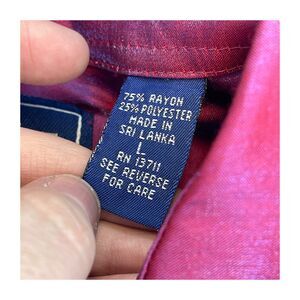 75% RAYON
25% POLYESTER
MADE IN
SRI LANKA
L
RN 13711
SEE REVERSE
FOR CARE